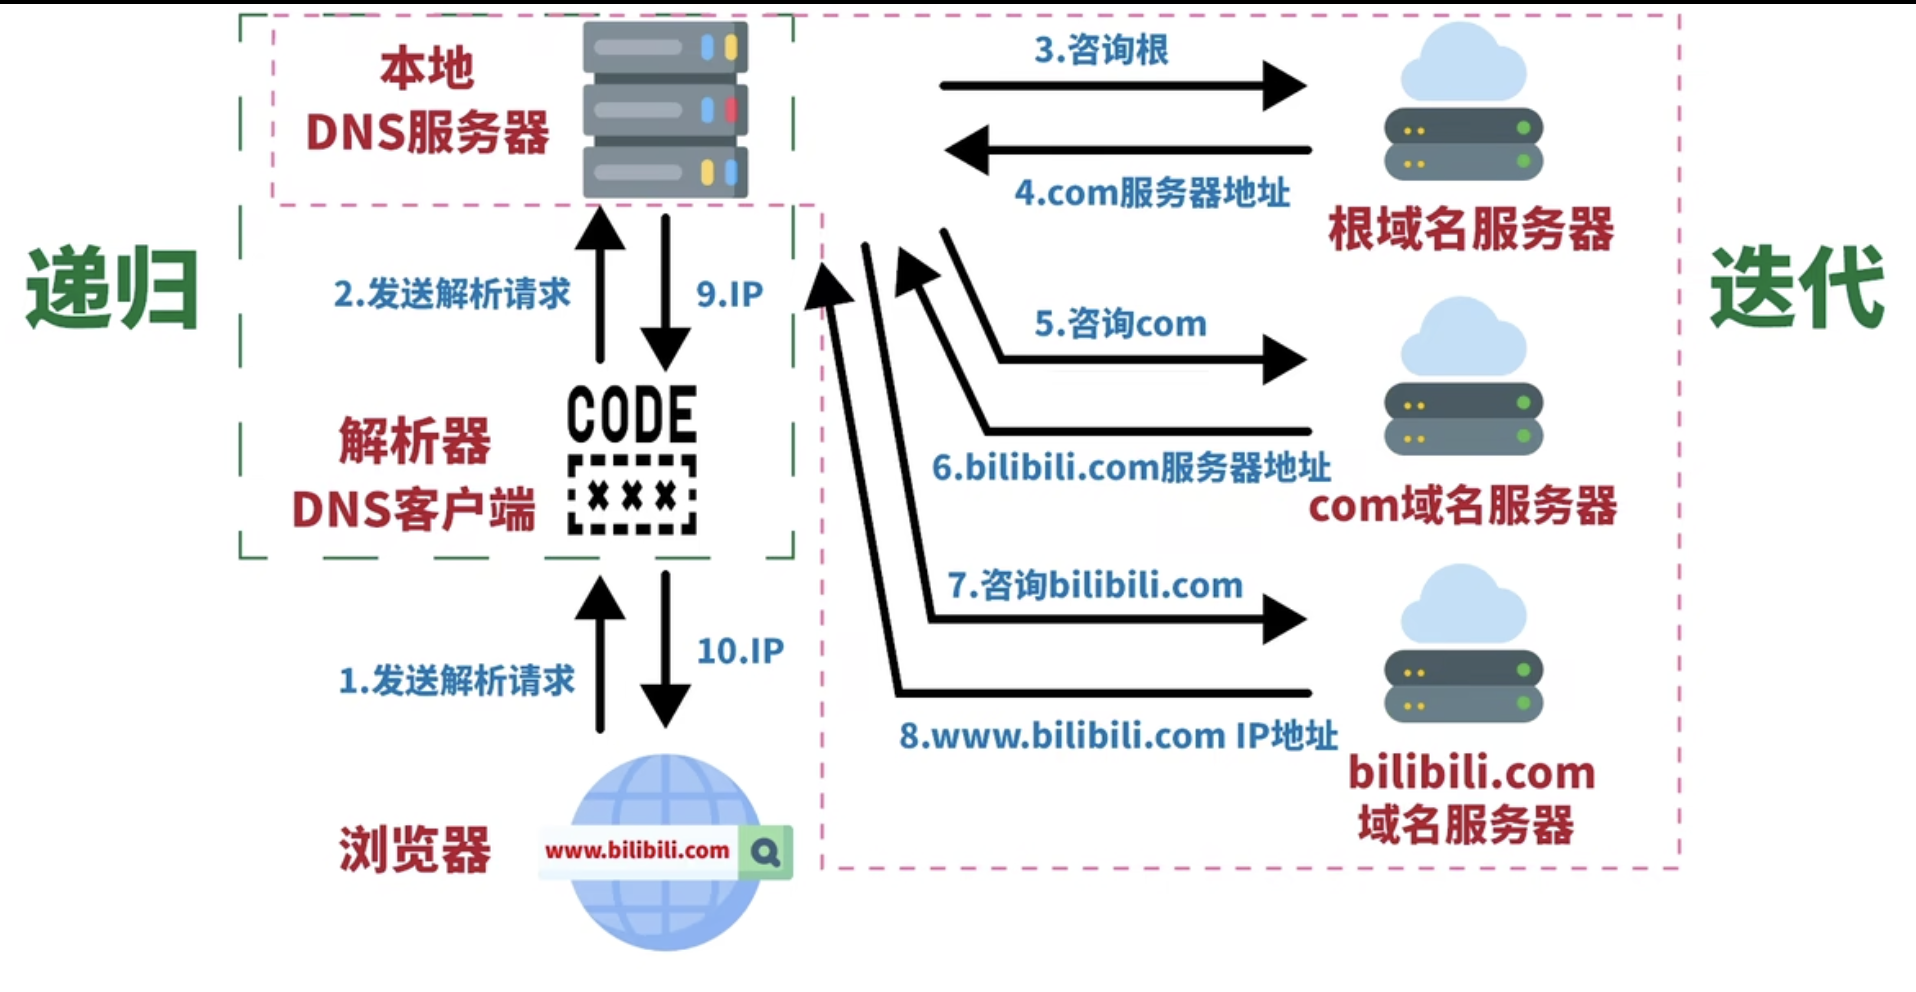 本地
DNS服务器
3.咨询根
4.com服务器地址
根域名服务器
递归
迭代
2.发送解析请求
9.IP
5.咨询com
CODE
解析器
DNS客户端
6.bilibili.com服务器地址
com域名服务器
7.咨询bilibili.com
1.发送解析请求
10.IP
8.www.bilibili.com IP地址
bilibili.com
域名服务器
浏览器
www.bilibili.com